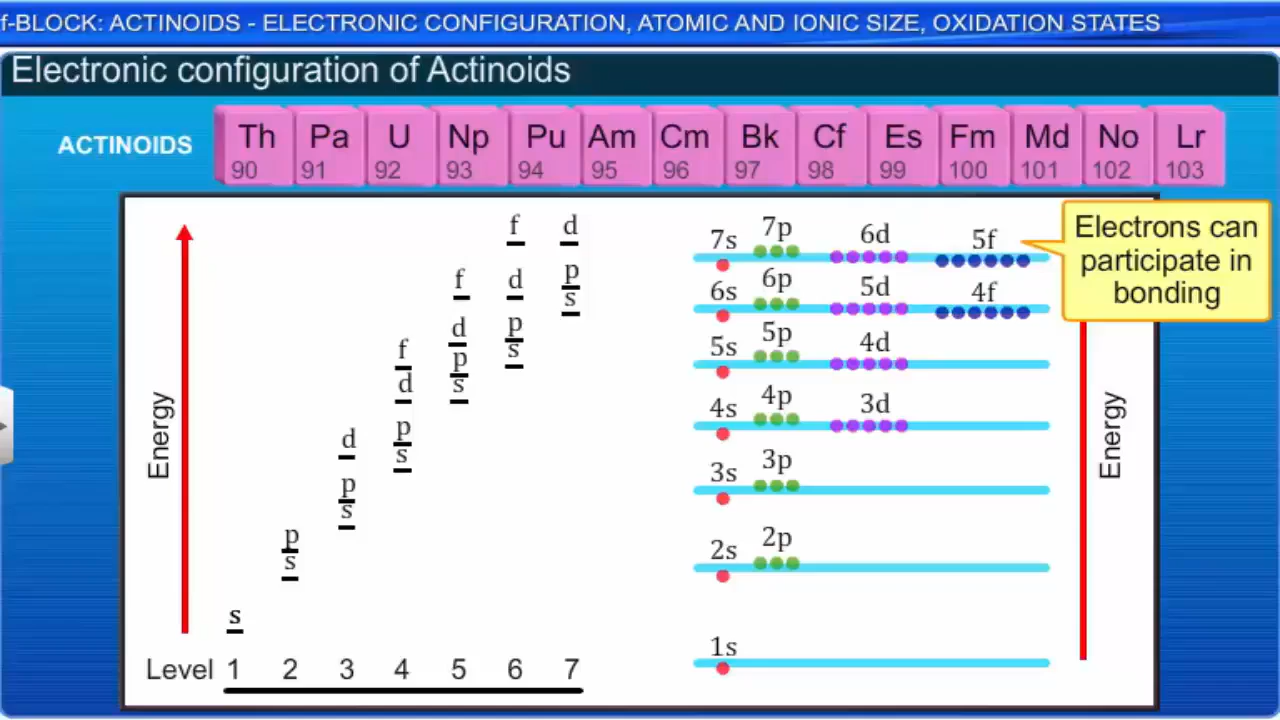 f-BLOCK: ACTINOIDS - ELECTRONIC CONFIGURATION, ATOMIC AND IONIC SIZE, OXIDATION STATES
Electronic configuration of Actinoids
ACTINOIDS
Th Pa U Np Pu Am Cm Bk Cf Es Fm Md No Lr
90 91 92 93 94 95 96 97 98 99 100 101 102 103
Energy
f d
f d p
s
d p
f p s
d s
d p
s
p
s
p
s
s
Level 1 2 3 4 5 6 7
7s 7p 6d 5f
6s 6p 5d 4f
5s 5p 4d
4s 4p 3d
3s 3p
2s 2p
1s
Energy
Electrons can
participate in
bonding